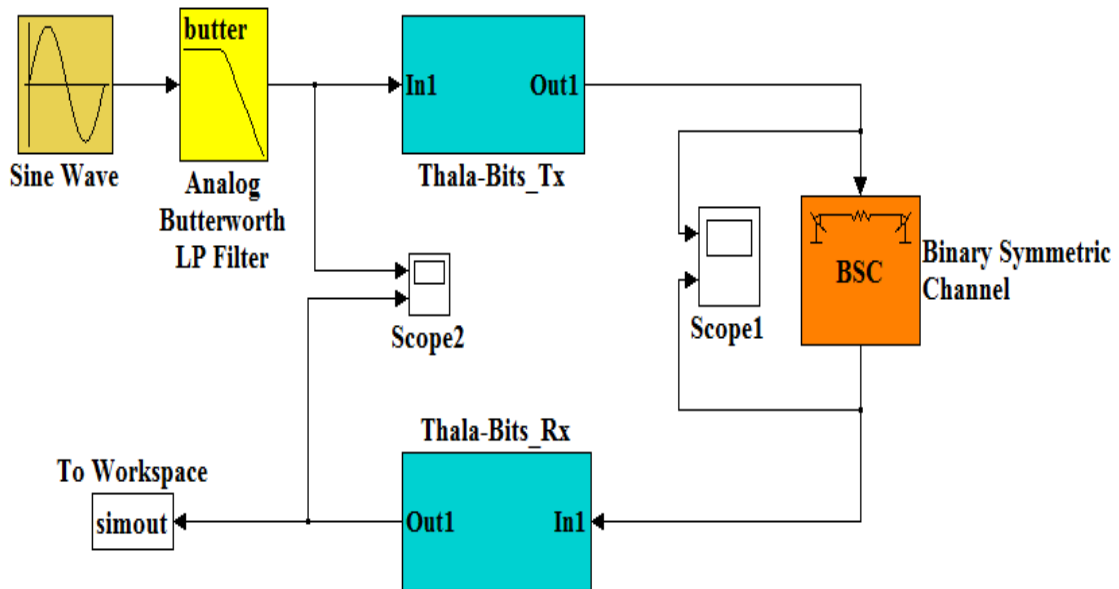 butter
Sine Wave
Analog
Butterworth
LP Filter
In1
Out1
Thala-Bits_Tx
BSC
Binary Symmetric
Channel
Scope1
Scope2
Thala-Bits_Rx
Out1
In1
To Workspace
simout